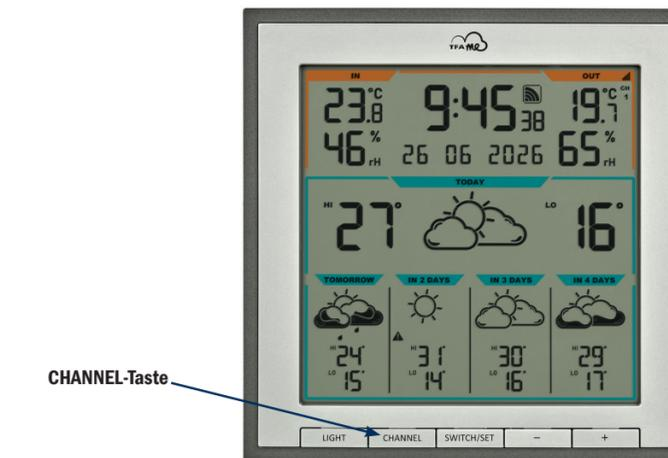 TFA ME
IN OUT
23.8 °C 9:45 38 19.7 °C CH 1
46 % rH 26 06 2026 65 % rH
TODAY
HI 27° LO 16°
TOMORROW IN 2 DAYS IN 3 DAYS IN 4 DAYS
HI 24° HI 31° HI 30° HI 29°
LO 15° LO 14° LO 16° LO 17°
CHANNEL-Taste
LIGHT CHANNEL SWITCH/SET − +